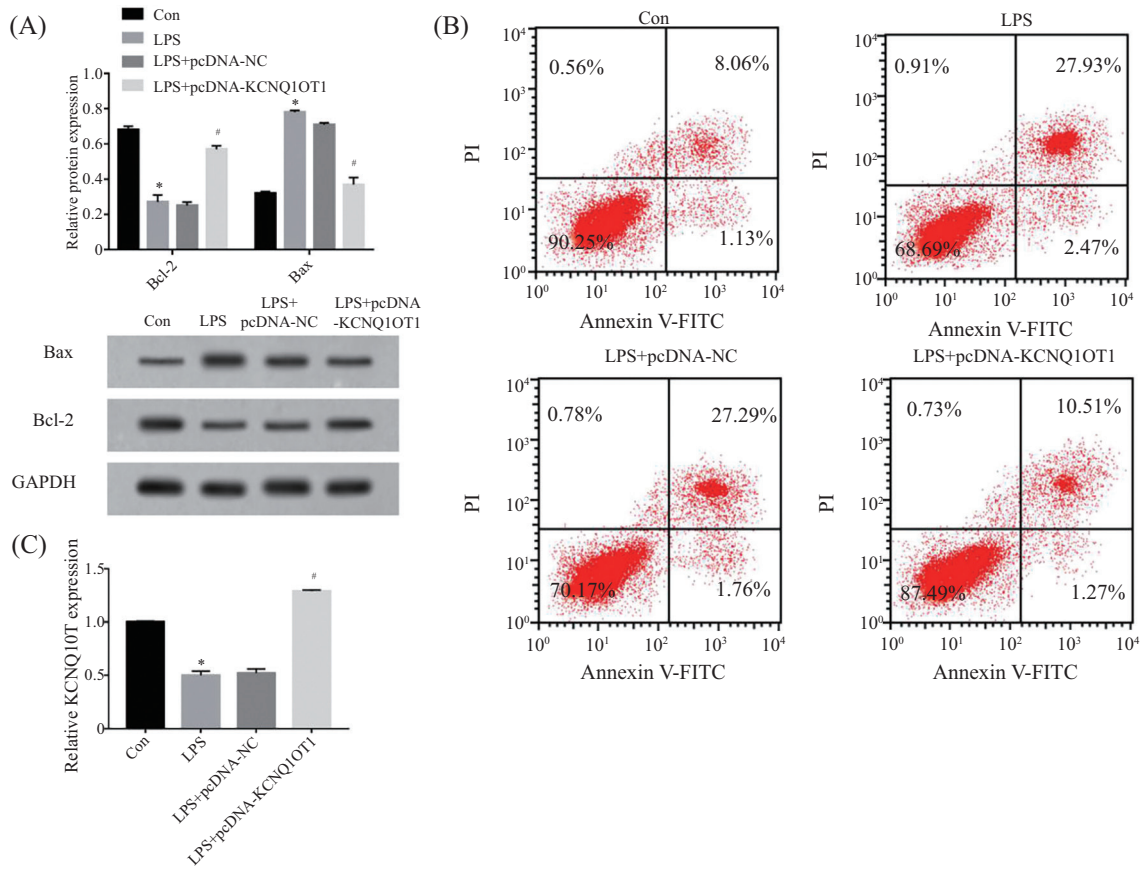 (A)
Con
LPS
LPS+pcDNA-NC
LPS+pcDNA-KCNQ1OT1
Relative protein expression
1.0
0.8
0.6
0.4
0.2
0
*
#
*
#
Bcl-2
Bax
Con
LPS
LPS+
pcDNA-NC
LPS+pcDNA
-KCNQ1OT1
Bax
Bcl-2
GAPDH
(C)
Relative KCNQ10T expression
1.5
1.0
0.5
0
*
#
Con
LPS
LPS+pcDNA-NC
LPS+pcDNA-KCNQ1OT1
(B)
Con
PI
10⁴
10³
10²
10¹
10⁰
0.56%
8.06%
90.25%
1.13%
10⁰ 10¹ 10² 10³ 10⁴
Annexin V-FITC
LPS
PI
10⁴
10³
10²
10¹
10⁰
0.91%
27.93%
68.69%
2.47%
10⁰ 10¹ 10² 10³ 10⁴
Annexin V-FITC
LPS+pcDNA-NC
PI
10⁴
10³
10²
10¹
10⁰
0.78%
27.29%
70.17%
1.76%
10⁰ 10¹ 10² 10³ 10⁴
Annexin V-FITC
LPS+pcDNA-KCNQ1OT1
PI
10⁴
10³
10²
10¹
10⁰
0.73%
10.51%
87.49%
1.27%
10⁰ 10¹ 10² 10³ 10⁴
Annexin V-FITC